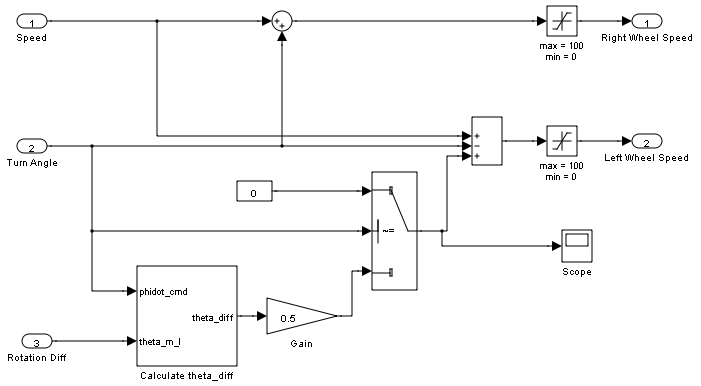 1
Speed
+
+
max = 100
min = 0
1
Right Wheel Speed
2
Turn Angle
+
−
+
max = 100
min = 0
2
Left Wheel Speed
0
~=
Scope
phidot_cmd
theta_diff
theta_m_l
Calculate theta_diff
0.5
Gain
3
Rotation Diff